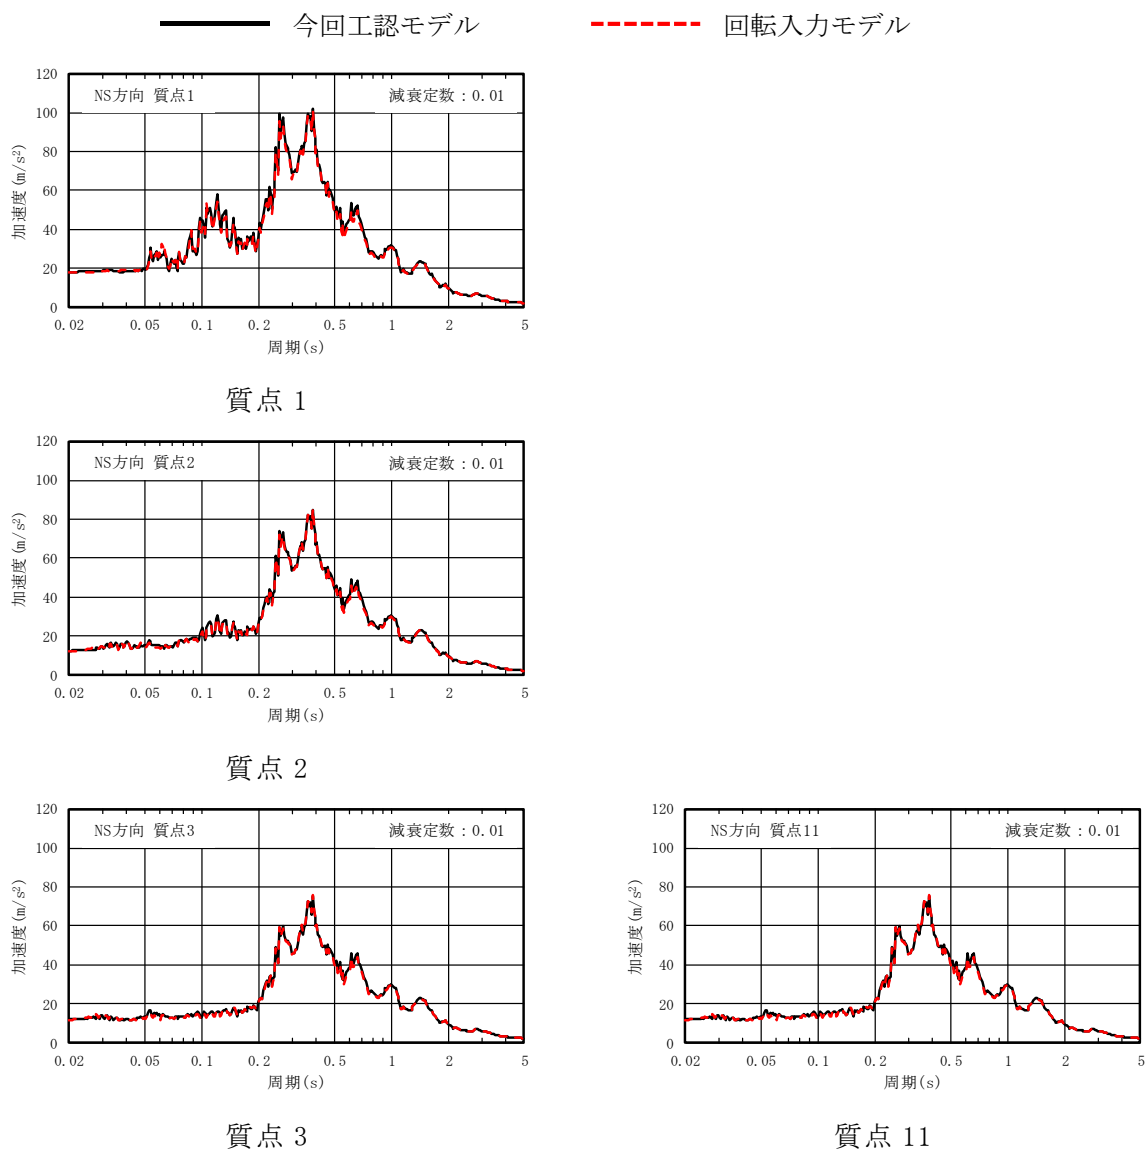 今回工認モデル 回転入力モデル
NS方向 質点1 減衰定数：0.01
加速度(m/s²)
120
100
80
60
40
20
0
0.02 0.05 0.1 0.2 0.5 1 2 5
周期(s)
質点 1
NS方向 質点2 減衰定数：0.01
加速度(m/s²)
120
100
80
60
40
20
0
0.02 0.05 0.1 0.2 0.5 1 2 5
周期(s)
質点 2
NS方向 質点3 減衰定数：0.01
加速度(m/s²)
120
100
80
60
40
20
0
0.02 0.05 0.1 0.2 0.5 1 2 5
周期(s)
質点 3
NS方向 質点11 減衰定数：0.01
加速度(m/s²)
120
100
80
60
40
20
0
0.02 0.05 0.1 0.2 0.5 1 2 5
周期(s)
質点 11